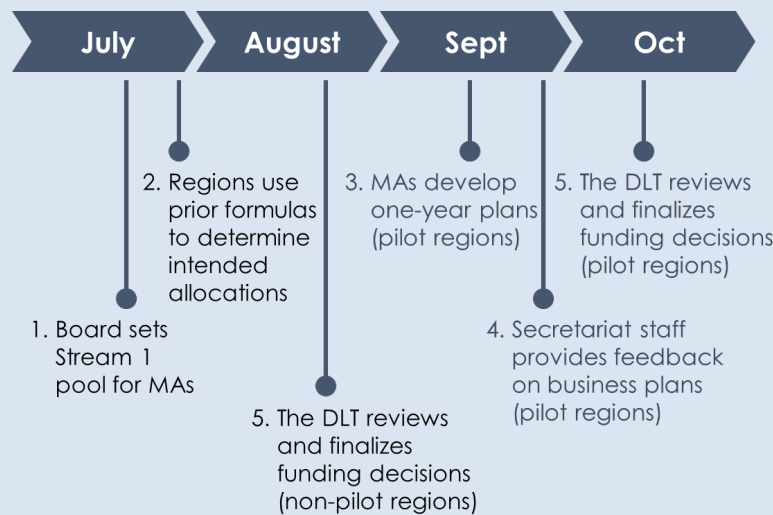 July
August
Sept
Oct
2. Regions use
prior formulas
to determine
intended
allocations
3. MAs develop
one-year plans
(pilot regions)
5. The DLT reviews
and finalizes
funding decisions
(pilot regions)
1. Board sets
Stream 1
pool for MAs
4. Secretariat staff
provides feedback
on business plans
(pilot regions)
5. The DLT reviews
and finalizes
funding decisions
(non-pilot regions)